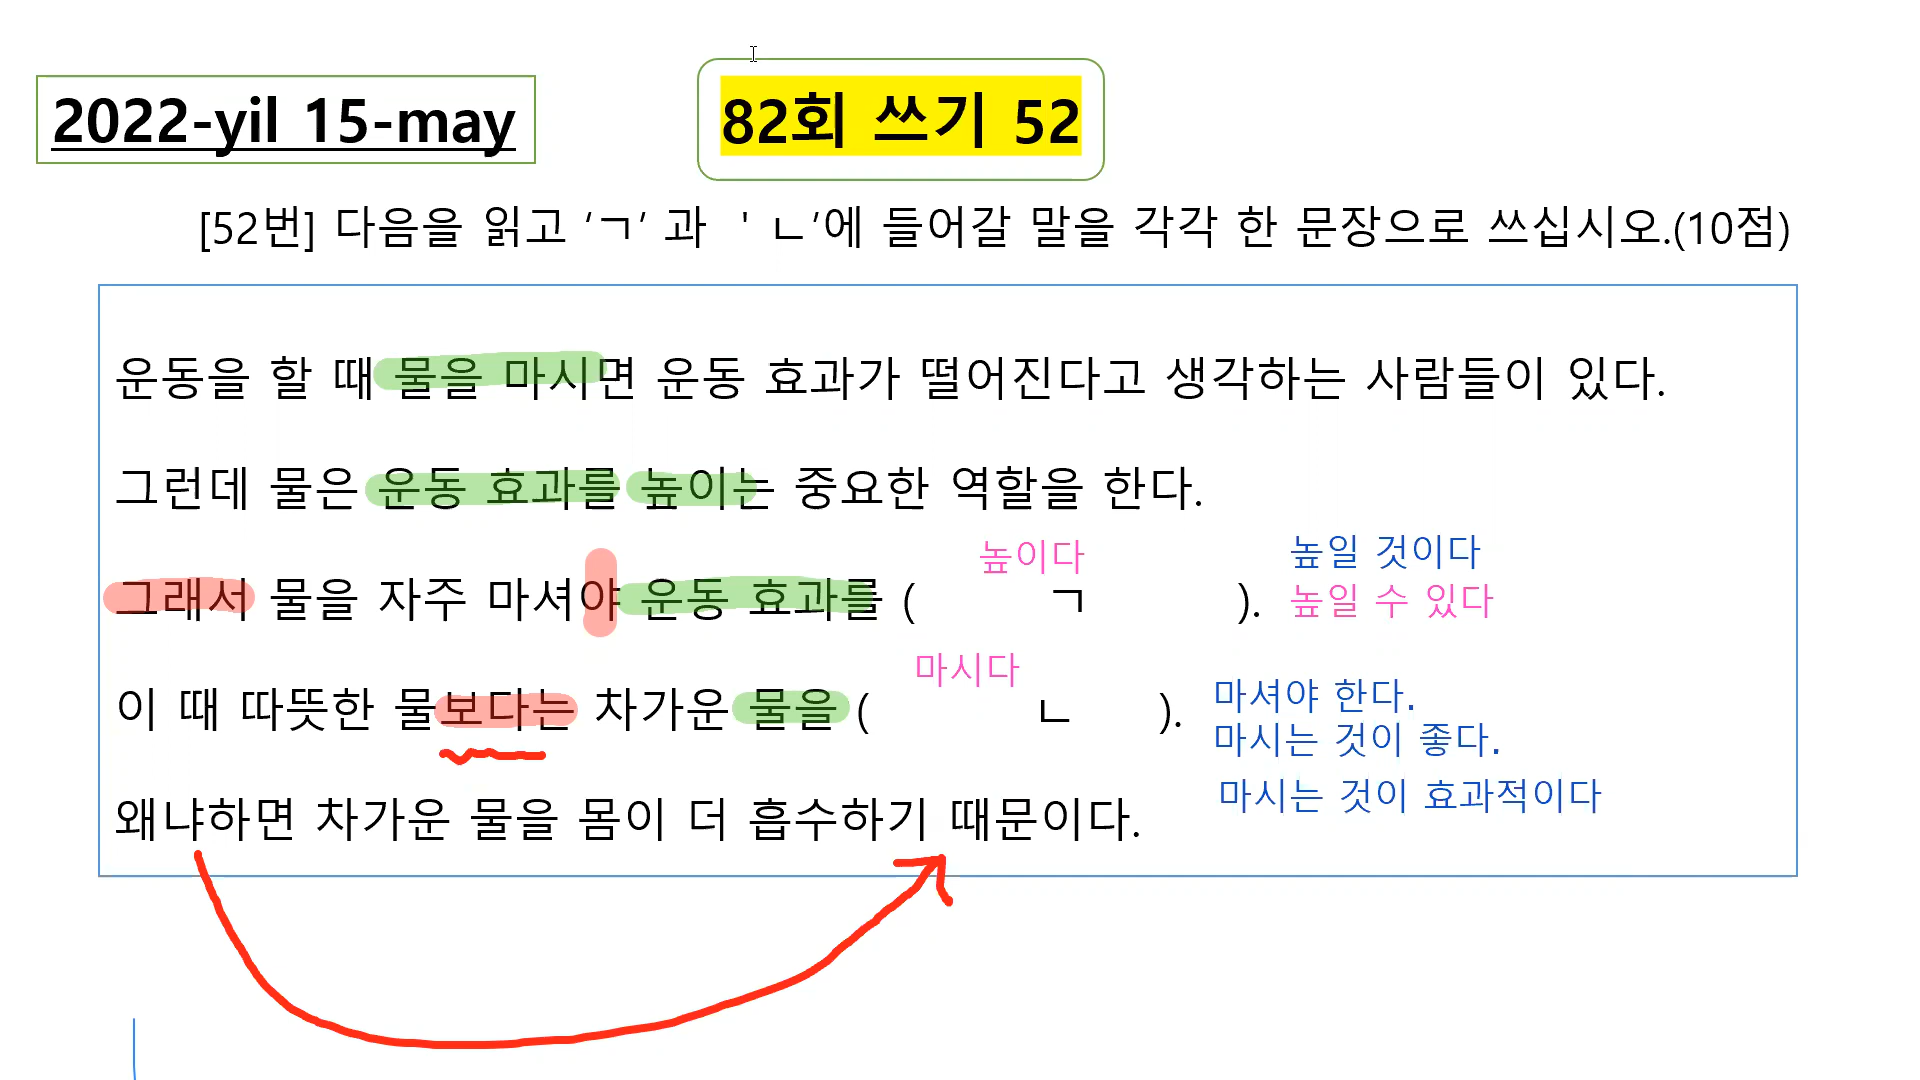 2022-yil 15-may
82회 쓰기 52
[52번] 다음을 읽고 ‘ㄱ’ 과 ' ㄴ’에 들어갈 말을 각각 한 문장으로 쓰십시오.(10점)
운동을 할 때 물을 마시면 운동 효과가 떨어진다고 생각하는 사람들이 있다.
그런데 물은 운동 효과를 높이는 중요한 역할을 한다.
높이다
높일 것이다
그래서 물을 자주 마셔야 운동 효과를 ( ㄱ ). 높일 수 있다
마시다
이 때 따뜻한 물보다는 차가운 물을 ( ㄴ ). 마셔야 한다.
마시는 것이 좋다.
마시는 것이 효과적이다
왜냐하면 차가운 물을 몸이 더 흡수하기 때문이다.